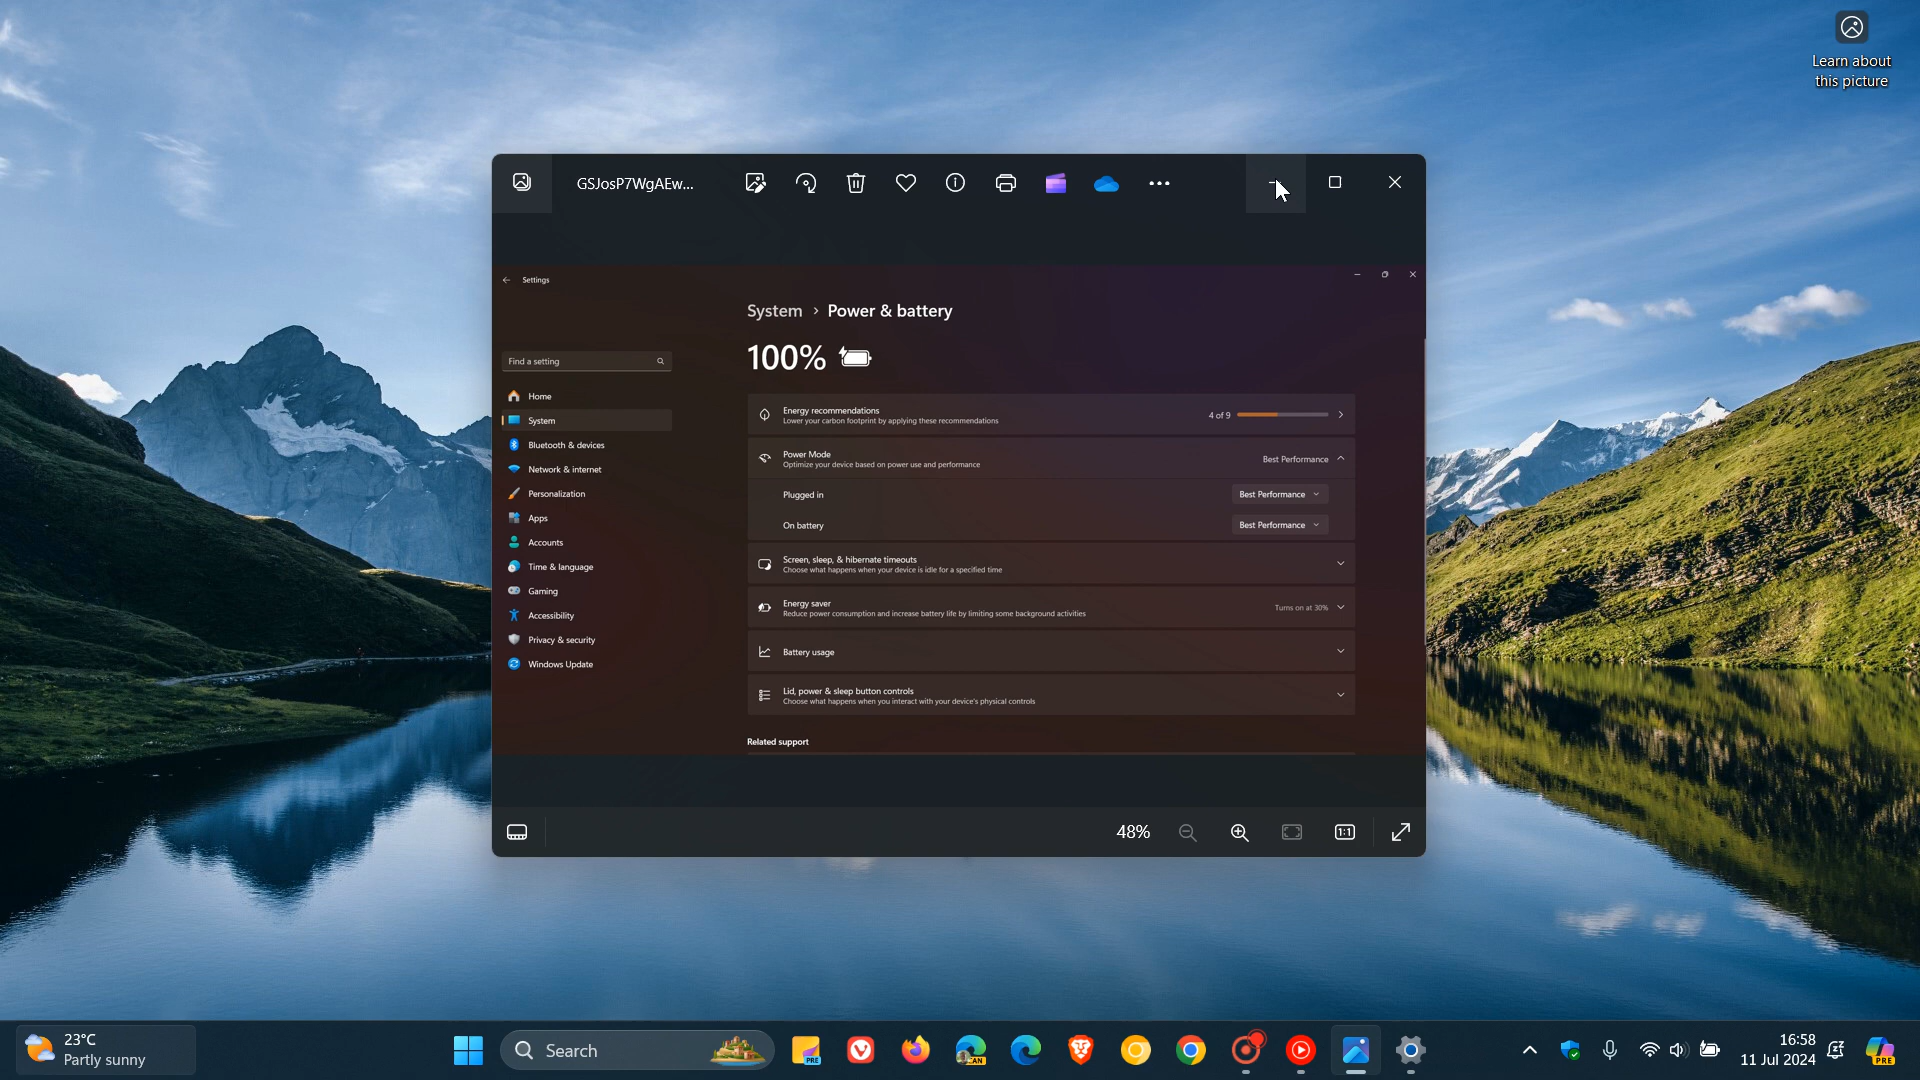 Learn about
this picture
GSJosP7WgAEw...
Settings
System › Power & battery
100%
Find a setting
Home
System
Bluetooth & devices
Network & internet
Personalization
Apps
Accounts
Time & language
Gaming
Accessibility
Privacy & security
Windows Update
Energy recommendations
Lower your carbon footprint by applying these recommendations
4 of 9
Power Mode
Optimize your device based on power use and performance
Best Performance
Plugged in
Best Performance
On battery
Best Performance
Screen, sleep, & hibernate timeouts
Choose what happens when your device is idle for a specified time
Energy saver
Reduce power consumption and increase battery life by limiting some background activities
Turns on at 30%
Battery usage
Lid, power & sleep button controls
Choose what happens when you interact with your device's physical controls
Related support
48%
1:1
23°C
Partly sunny
Search
PRE
CAN
16:58
11 Jul 2024
PRE